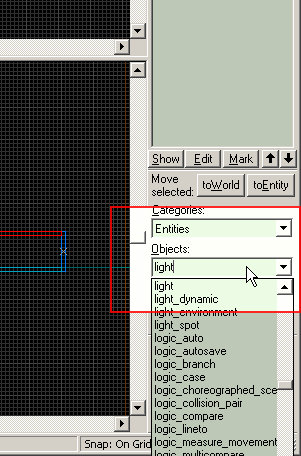 Show Edit Mark
Move
selected: toWorld toEntity
Categories:
Entities
Objects:
light
light
light_dynamic
light_environment
light_spot
logic_auto
logic_autosave
logic_branch
logic_case
logic_choreographed_sce
logic_collision_pair
logic_compare
logic_lineto
logic_measure_movement
logic_multicompare
Snap: On Grid